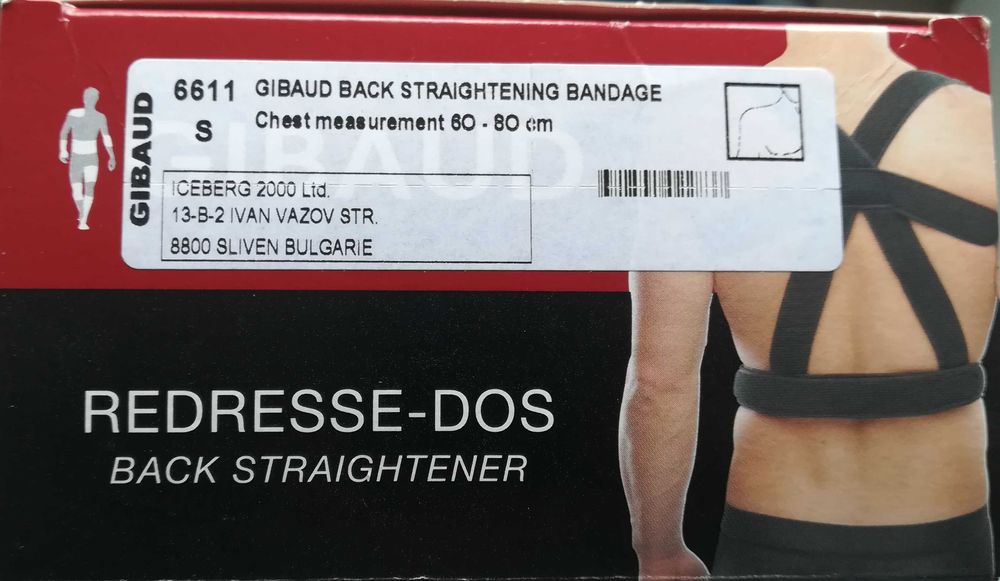 GIBAUD
6611 GIBAUD BACK STRAIGHTENING BANDAGE
S Chest measurement 60 - 80 cm
ICEBERG 2000 Ltd.
13-B-2 IVAN VAZOV STR.
8800 SLIVEN BULGARIE
GIBAUD
REDRESSE-DOS
BACK STRAIGHTENER